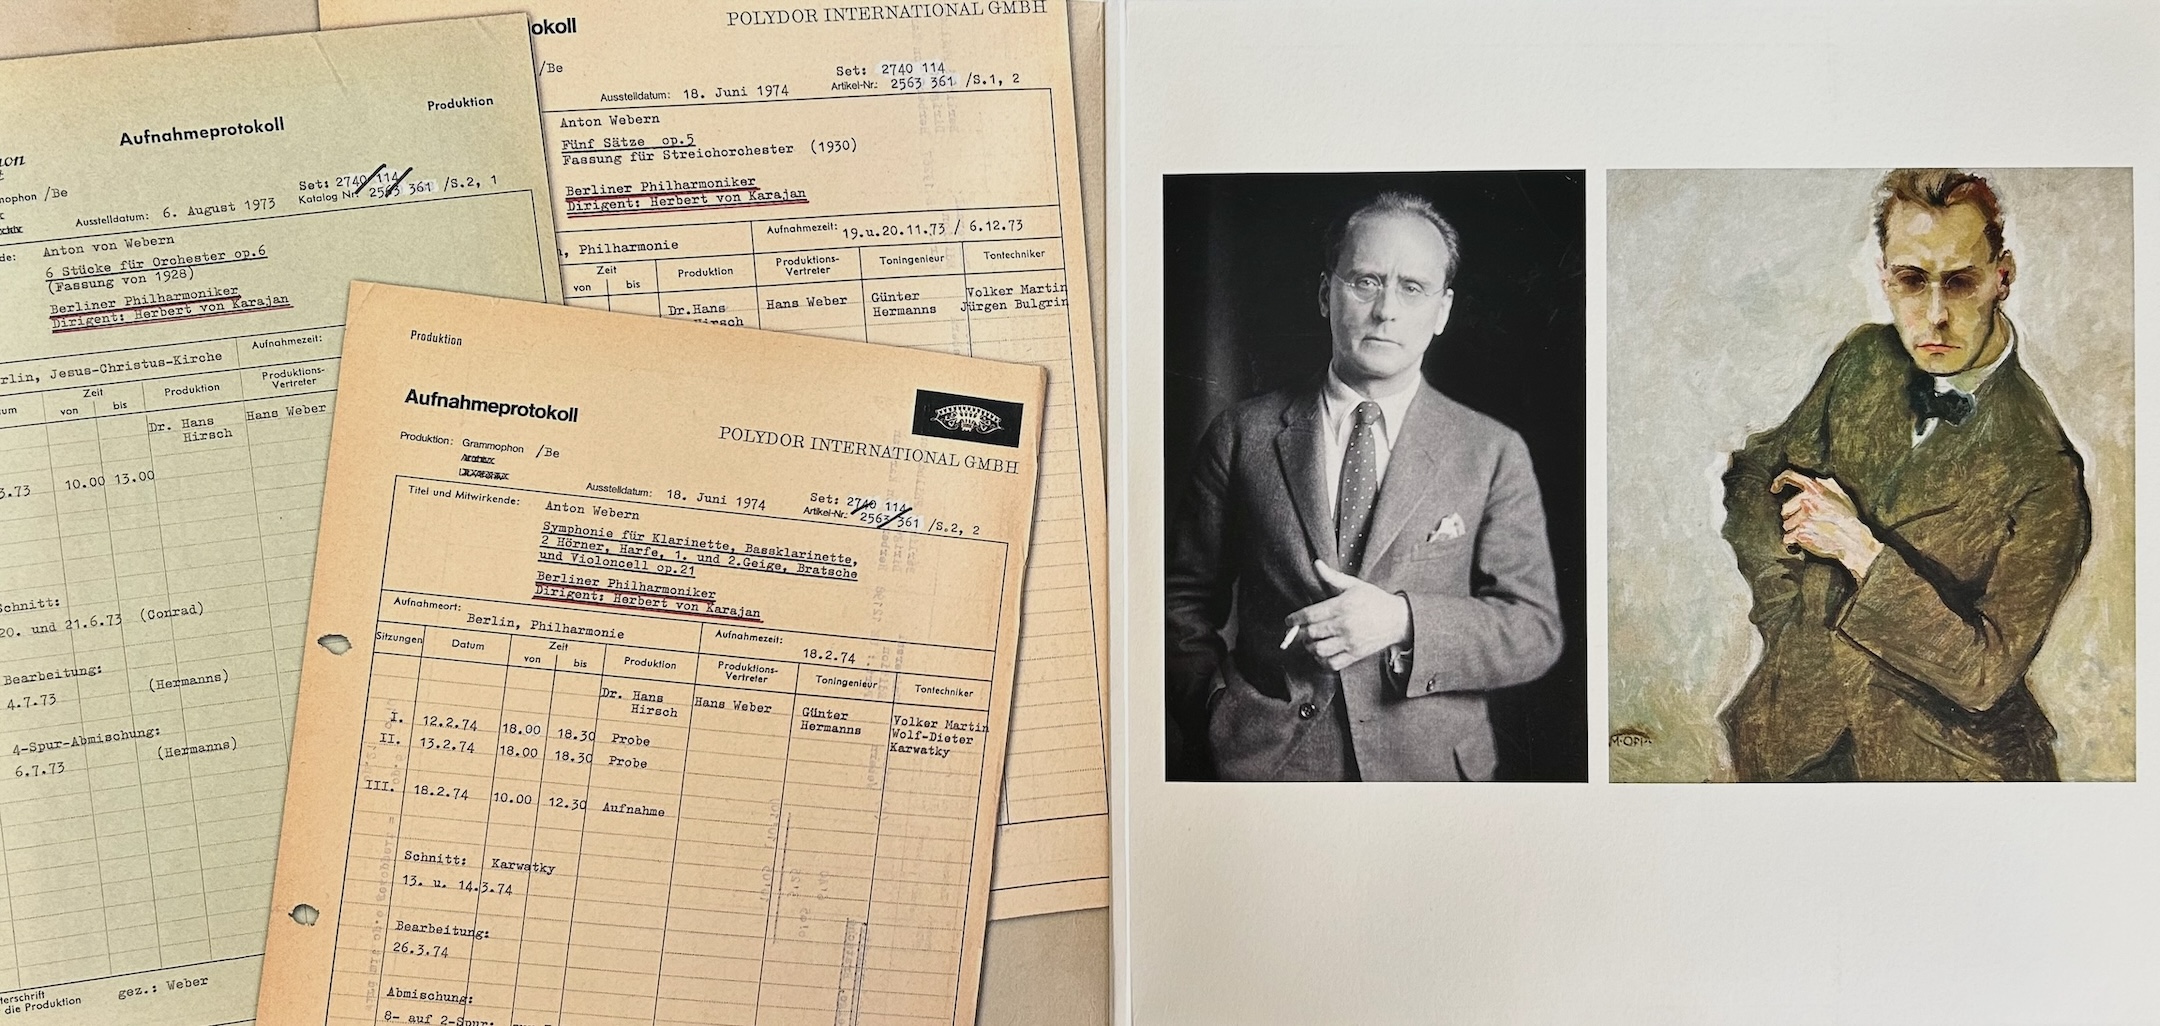 Produktion
Aufnahmeprotokoll
/Be
Set: 2740 114
Katalog Nr. 2563 361 /S.2, 1
Ausstelldatum: 6. August 1973
Anton von Webern
6 Stücke für Orchester op.6
(Fassung von 1928)
Berliner Philharmoniker
Dirigent: Herbert von Karajan
Jesus-Christus-Kirche
Aufnahmezeit:
Zeit
von bis
Produktion
Produktions-
Vertreter
Dr. Hans
Hirsch
Hans Weber
10.00 13.00
20. und 21.6.73 (Conrad)
Bearbeitung:
4.7.73 (Hermanns)
4-Spur-Abmischung:
6.7.73 (Hermanns)
die Produktion
gez.: Weber
POLYDOR INTERNATIONAL GMBH
/Be
Set: 2740 114
Ausstelldatum: 18. Juni 1974
Artikel-Nr.: 2563 361 /S.1, 2
Anton Webern
Fünf Sätze op.5
Fassung für Streichorchester (1930)
Berliner Philharmoniker
Dirigent: Herbert von Karajan
Philharmonie
Aufnahmezeit: 19.u.20.11.73 / 6.12.73
Zeit
von bis
Produktion
Produktions-
Vertreter
Toningenieur
Tontechniker
Dr.Hans
Hirsch
Hans Weber
Günter
Hermanns
Volker Martin
Jürgen Bulgrin
Produktion
Aufnahmeprotokoll
POLYDOR INTERNATIONAL GMBH
Produktion: Grammophon /Be
Ausstelldatum: 18. Juni 1974
Set: 2740 114
Artikel-Nr.: 2563 361 /S.2, 2
Titel und Mitwirkende:
Anton Webern
Symphonie für Klarinette, Bassklarinette,
2 Hörner, Harfe, 1. und 2.Geige, Bratsche
und Violoncell op.21
Berliner Philharmoniker
Dirigent: Herbert von Karajan
Aufnahmeort: Berlin, Philharmonie
Aufnahmezeit: 18.2.74
Sitzungen
Datum
Zeit
von bis
Produktion
Produktions-
Vertreter
Toningenieur
Tontechniker
Dr. Hans
Hirsch
Hans Weber
Günter
Hermanns
Volker Martin
Wolf-Dieter
Karwatky
I. 12.2.74 18.00 18.30 Probe
II. 13.2.74 18.00 18.30 Probe
III. 18.2.74 10.00 12.30 Aufnahme
Schnitt: Karwatky
13. u. 14.3.74
Bearbeitung:
26.3.74
Abmischung:
8- auf 2-Spur: